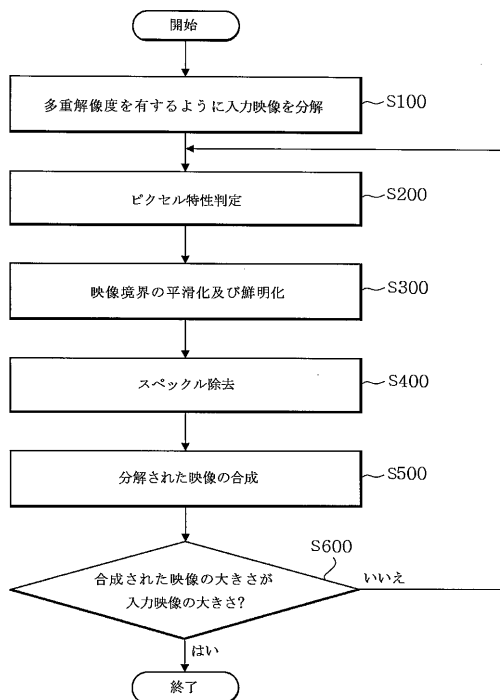 開始
多重解像度を有するように入力映像を分解
S100
ピクセル特性判定
S200
映像境界の平滑化及び鮮明化
S300
スペックル除去
S400
分解された映像の合成
S500
S600
合成された映像の大きさが
入力映像の大きさ?
いいえ
はい
終了